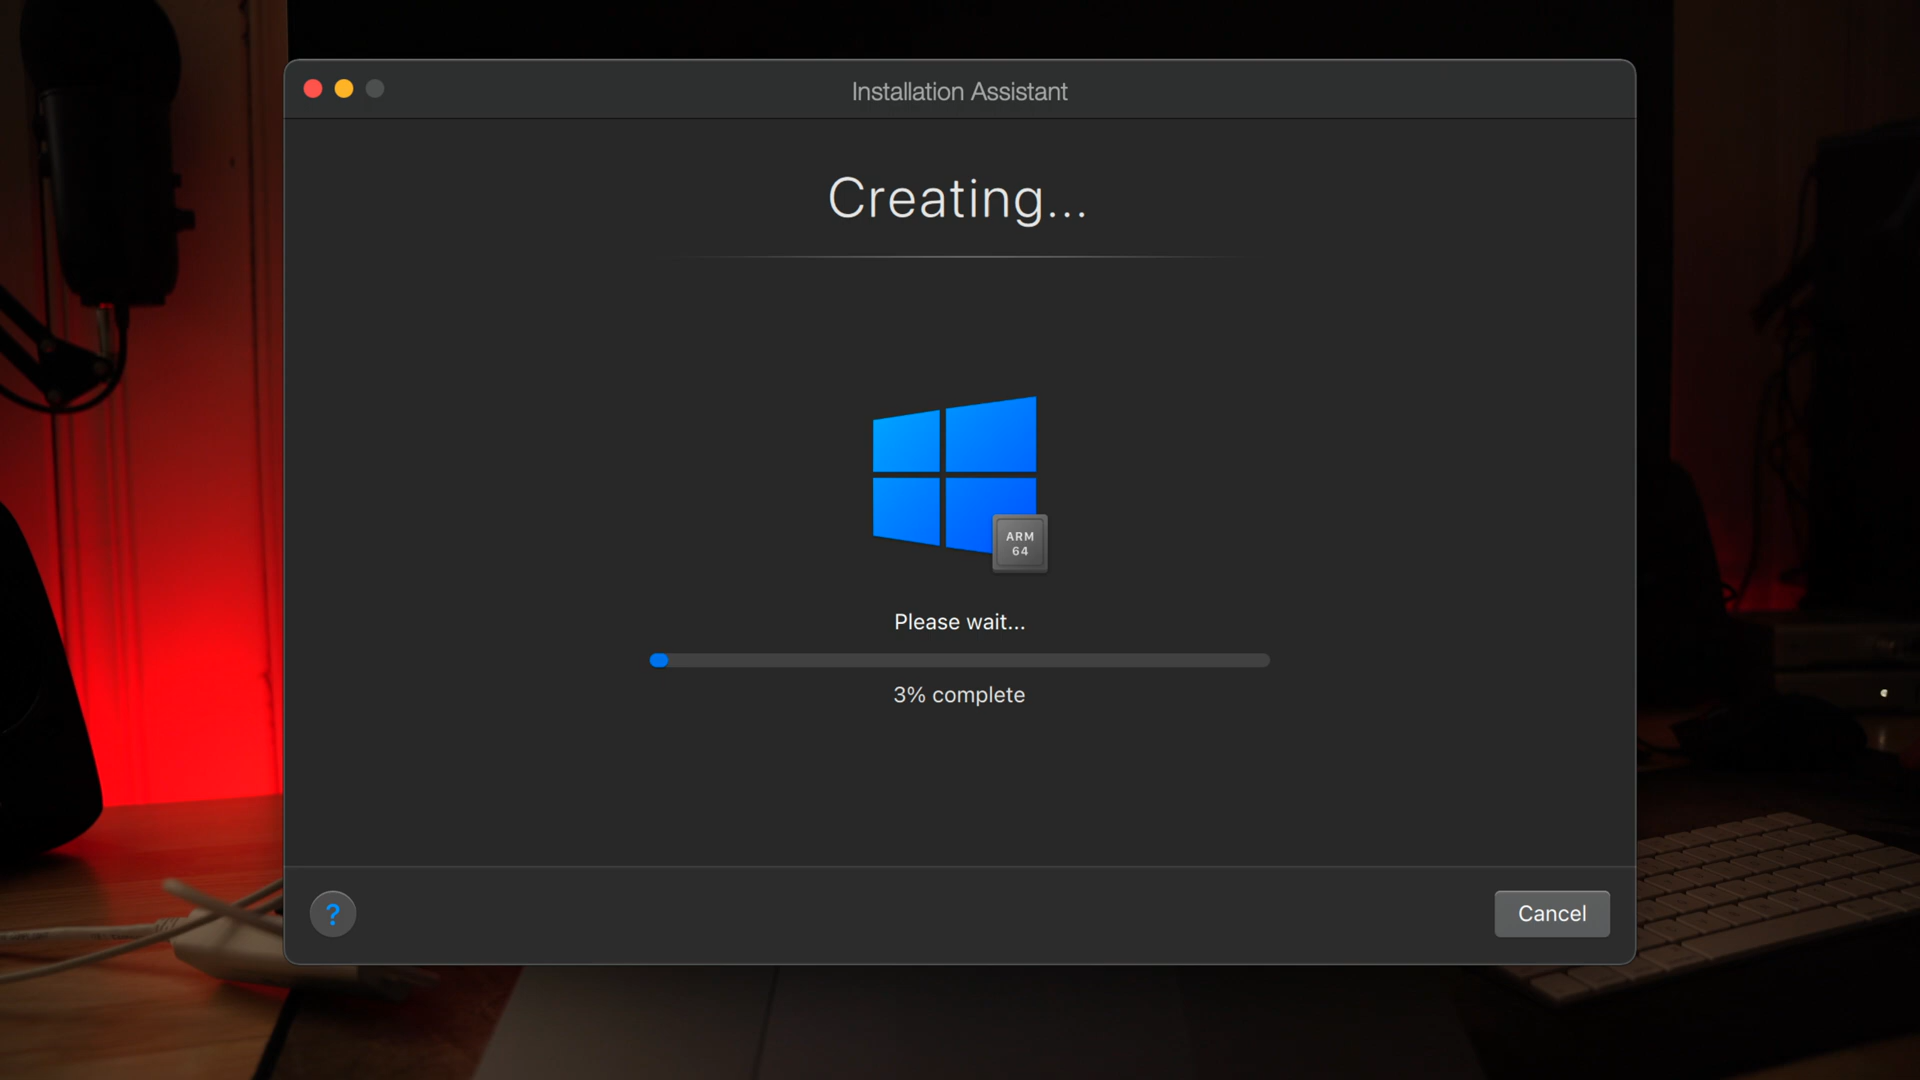 Installation Assistant
Creating...
ARM
64
Please wait...
3% complete
?
Cancel